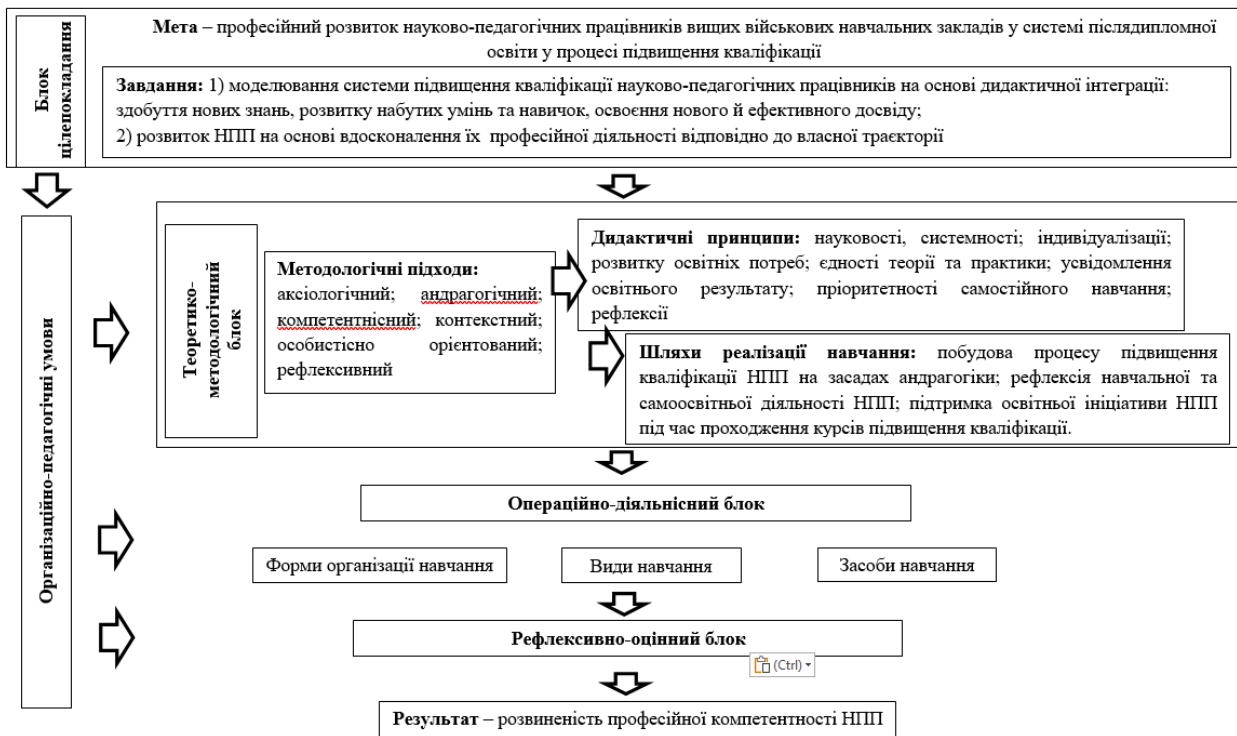 Блок
цілепокладання
Мета – професійний розвиток науково-педагогічних працівників вищих військових навчальних закладів у системі післядипломної
освіти у процесі підвищення кваліфікації
Завдання: 1) моделювання системи підвищення кваліфікації науково-педагогічних працівників на основі дидактичної інтеграції:
здобуття нових знань, розвитку набутих умінь та навичок, освоєння нового й ефективного досвіду;
2) розвиток НПП на основі вдосконалення їх професійної діяльності відповідно до власної траєкторії
Організаційно-педагогічні умови
Теоретико-
методологічний
блок
Методологічні підходи:
аксіологічний; андрагогічний;
компетентнісний; контекстний;
особистісно орієнтований;
рефлексивний
Дидактичні принципи: науковості, системності; індивідуалізації;
розвитку освітніх потреб; єдності теорії та практики; усвідомлення
освітнього результату; пріоритетності самостійного навчання;
рефлексії
Шляхи реалізації навчання: побудова процесу підвищення
кваліфікації НПП на засадах андрагогіки; рефлексія навчальної та
самоосвітньої діяльності НПП; підтримка освітньої ініціативи НПП
під час проходження курсів підвищення кваліфікації.
Операційно-діяльнісний блок
Форми організації навчання
Види навчання
Засоби навчання
Рефлексивно-оцінний блок
(Ctrl)
Результат – розвиненість професійної компетентності НПП